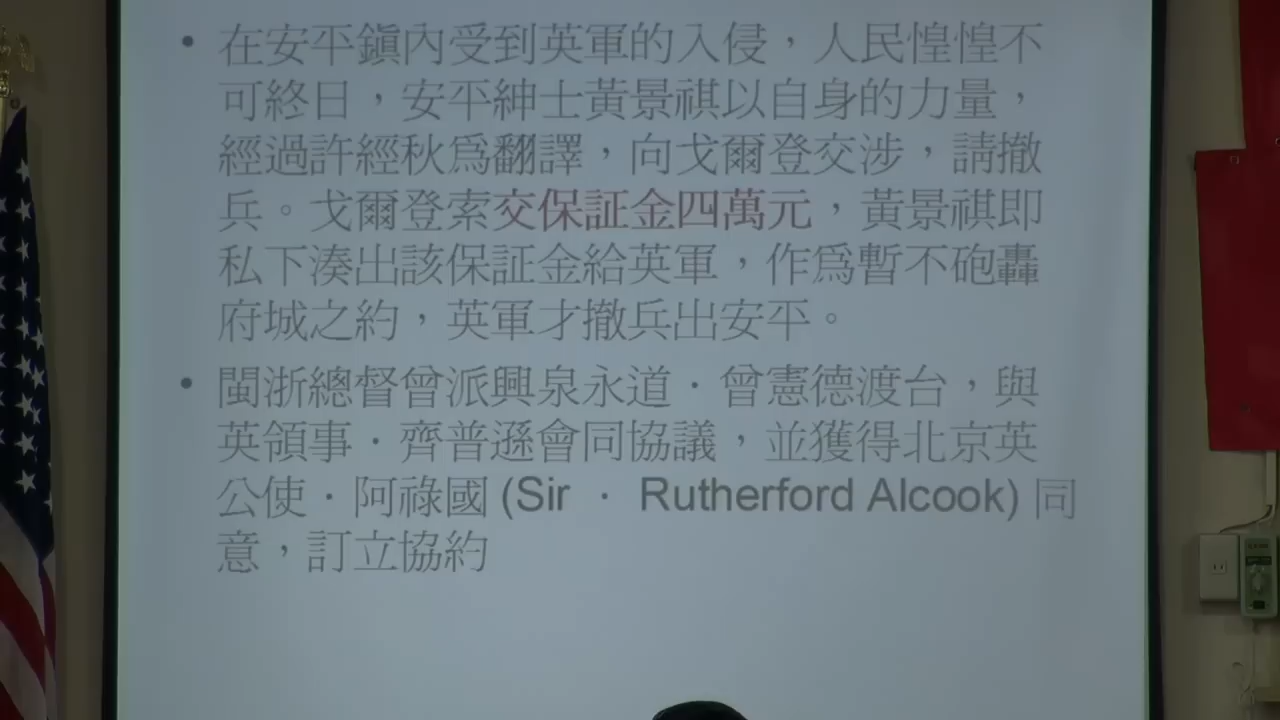 • 在安平鎮內受到英軍的入侵，人民惶惶不
可終日，安平紳士黃景祺以自身的力量，
經過許經秋為翻譯，向戈爾登交涉，請撤
兵。戈爾登索交保証金四萬元，黃景祺即
私下湊出該保証金給英軍，作為暫不砲轟
府城之約，英軍才撤兵出安平。
• 閩浙總督曾派興泉永道．曾憲德渡台，與
英領事．齊普遜會同協議，並獲得北京英
公使．阿祿國 (Sir ． Rutherford Alcook) 同
意，訂立協約